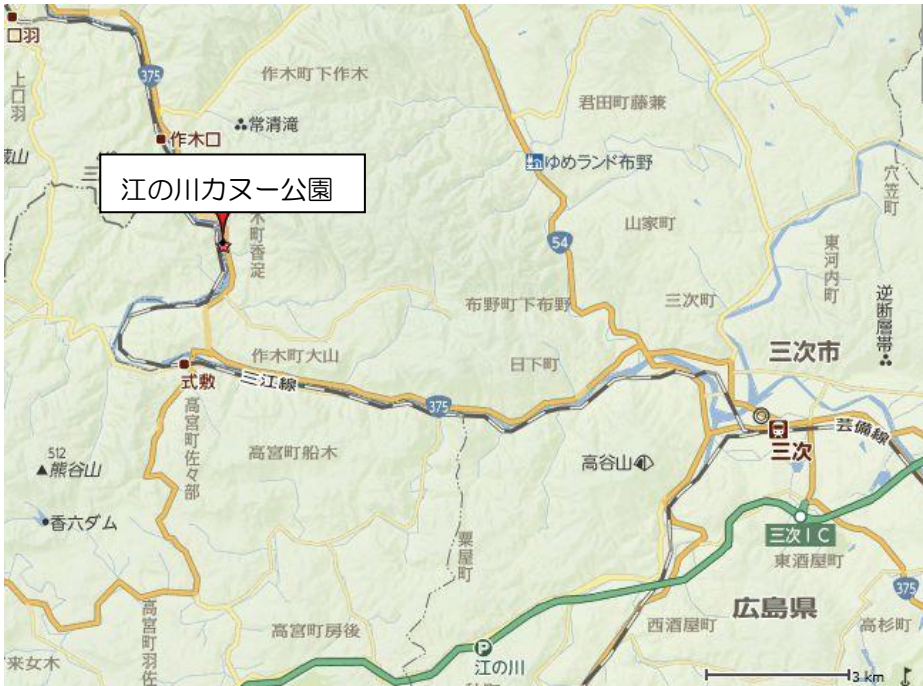 口羽
375
作木町下作木
上口羽
君田町藤兼
常清滝
作木口
ゆめランド布野
穴笠町
江の川カヌー公園
木町香淀
山家町
54
東河内町
布野町下布野
三次町
逆断層帯
三次市
作木町大山
日下町
式敷
三江線
375
高宮町佐々部
芸備線
三次
高宮町船木
高谷山
512
熊谷山
香六ダム
三次IC
粟屋町
東酒屋町
375
広島県
高宮町房後
西酒屋町
高杉町
高宮町羽佐
江の川
来女木
3 km